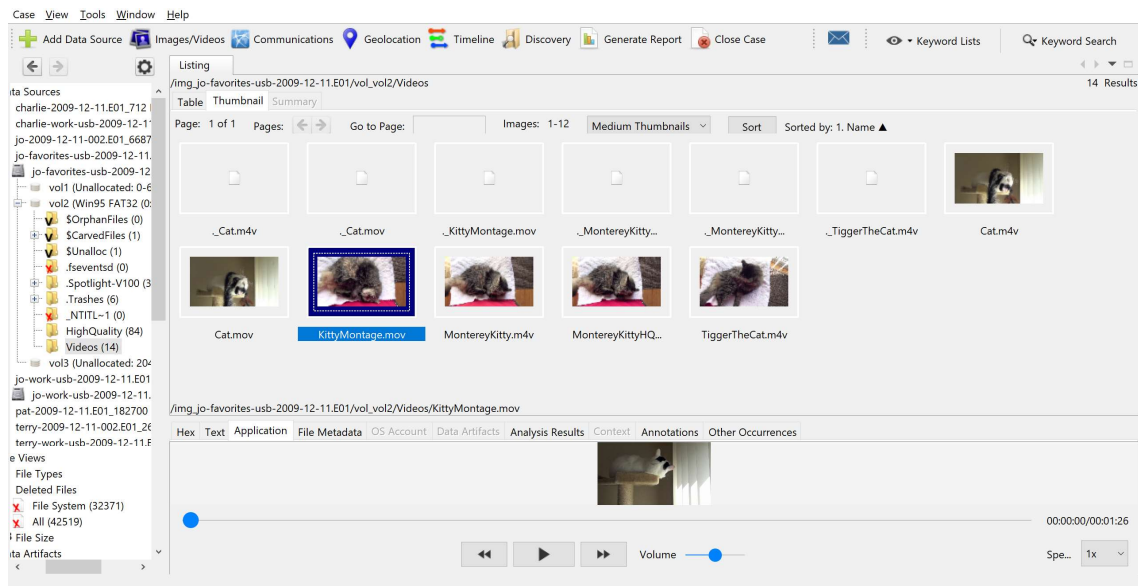 Case View Tools Window Help
Add Data Source Images/Videos Communications Geolocation Timeline Discovery Generate Report Close Case Keyword Lists Keyword Search
Listing
/img_jo-favorites-usb-2009-12-11.E01/vol_vol2/Videos 14 Results
Table Thumbnail Summary
Page: 1 of 1 Pages: Go to Page: Images: 1-12 Medium Thumbnails Sort Sorted by: 1. Name ▲
._Cat.m4v ._Cat.mov ._KittyMontage.mov ._MontereyKitty... ._MontereyKitty... ._TiggerTheCat.m4v Cat.m4v
Cat.mov KittyMontage.mov MontereyKitty.m4v MontereyKittyHQ... TiggerTheCat.m4v
ita Sources
charlie-2009-12-11.E01_712
charlie-work-usb-2009-12-1
jo-2009-12-11-002.E01_6687
jo-favorites-usb-2009-12-11.
jo-favorites-usb-2009-12
vol1 (Unallocated: 0-6
vol2 (Win95 FAT32 (0:
$OrphanFiles (0)
$CarvedFiles (1)
$Unalloc (1)
.fseventsd (0)
.Spotlight-V100 (3
.Trashes (6)
_NTITL~1 (0)
HighQuality (84)
Videos (14)
vol3 (Unallocated: 204
jo-work-usb-2009-12-11.E01
jo-work-usb-2009-12-11.
pat-2009-12-11.E01_182700
terry-2009-12-11-002.E01_26
terry-work-usb-2009-12-11.E
e Views
File Types
Deleted Files
File System (32371)
All (42519)
File Size
ita Artifacts
/img_jo-favorites-usb-2009-12-11.E01/vol_vol2/Videos/KittyMontage.mov
Hex Text Application File Metadata OS Account Data Artifacts Analysis Results Context Annotations Other Occurrences
00:00:00/00:01:26
Volume Spe... 1x